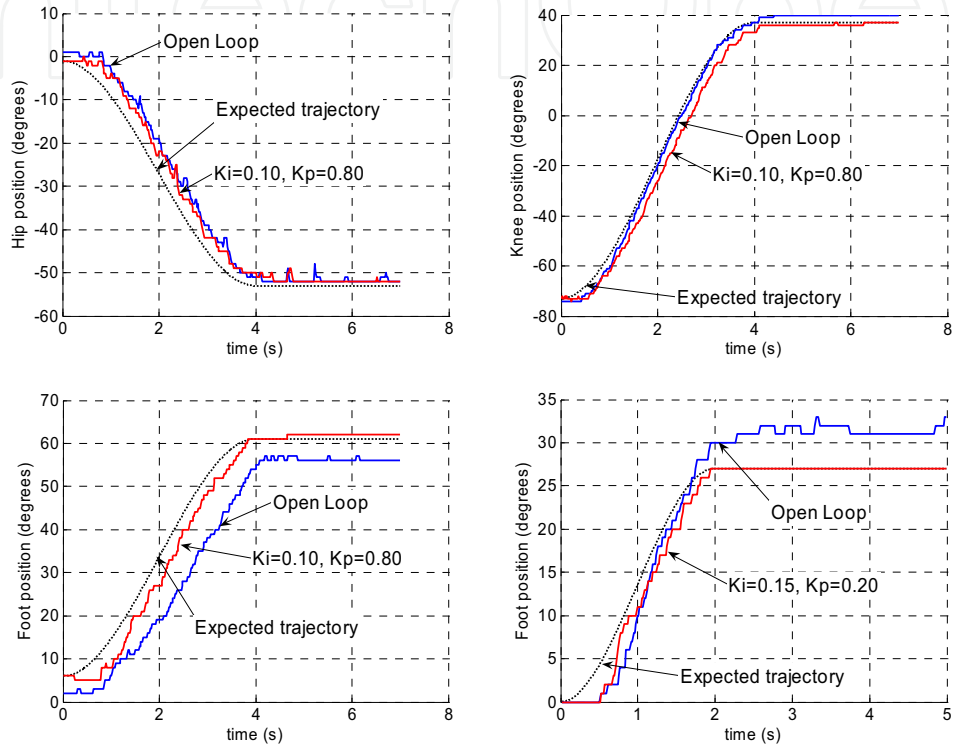 10
0
-10
-20
-30
-40
-50
-60
Hip position (degrees)
Open Loop
Expected trajectory
Ki=0.10, Kp=0.80
0 2 4 6 8
time (s)
40
20
0
-20
-40
-60
-80
Knee position (degrees)
Open Loop
Ki=0.10, Kp=0.80
Expected trajectory
0 2 4 6 8
time (s)
70
60
50
40
30
20
10
0
Foot position (degrees)
Open Loop
Ki=0.10, Kp=0.80
Expected trajectory
0 2 4 6 8
time (s)
35
30
25
20
15
10
5
0
Foot position (degrees)
Open Loop
Ki=0.15, Kp=0.20
Expected trajectory
0 1 2 3 4 5
time (s)